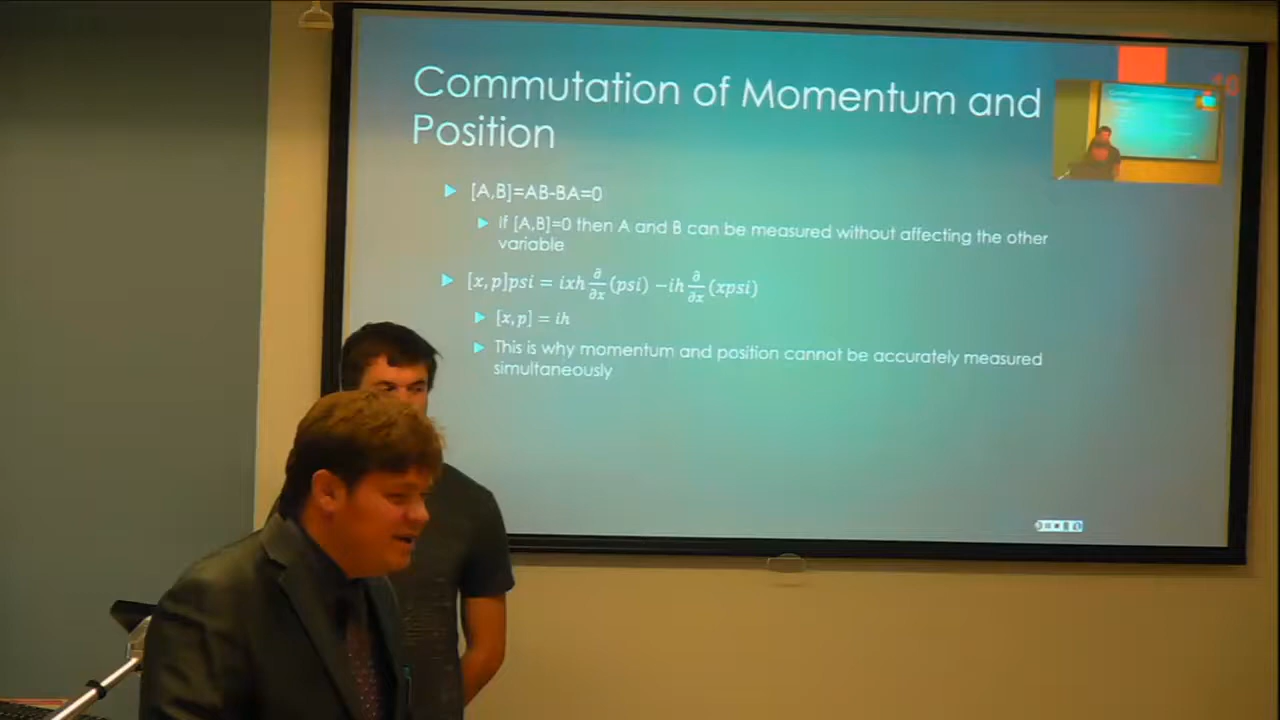 Commutation of Momentum and
Position
[A,B]=AB-BA=0
If [A,B]=0 then A and B can be measured without affecting the other
variable
[x,p]psi = ixh ∂/∂x (psi) −ih ∂/∂x (xpsi)
[x,p] = ih
This is why momentum and position cannot be accurately measured
simultaneously